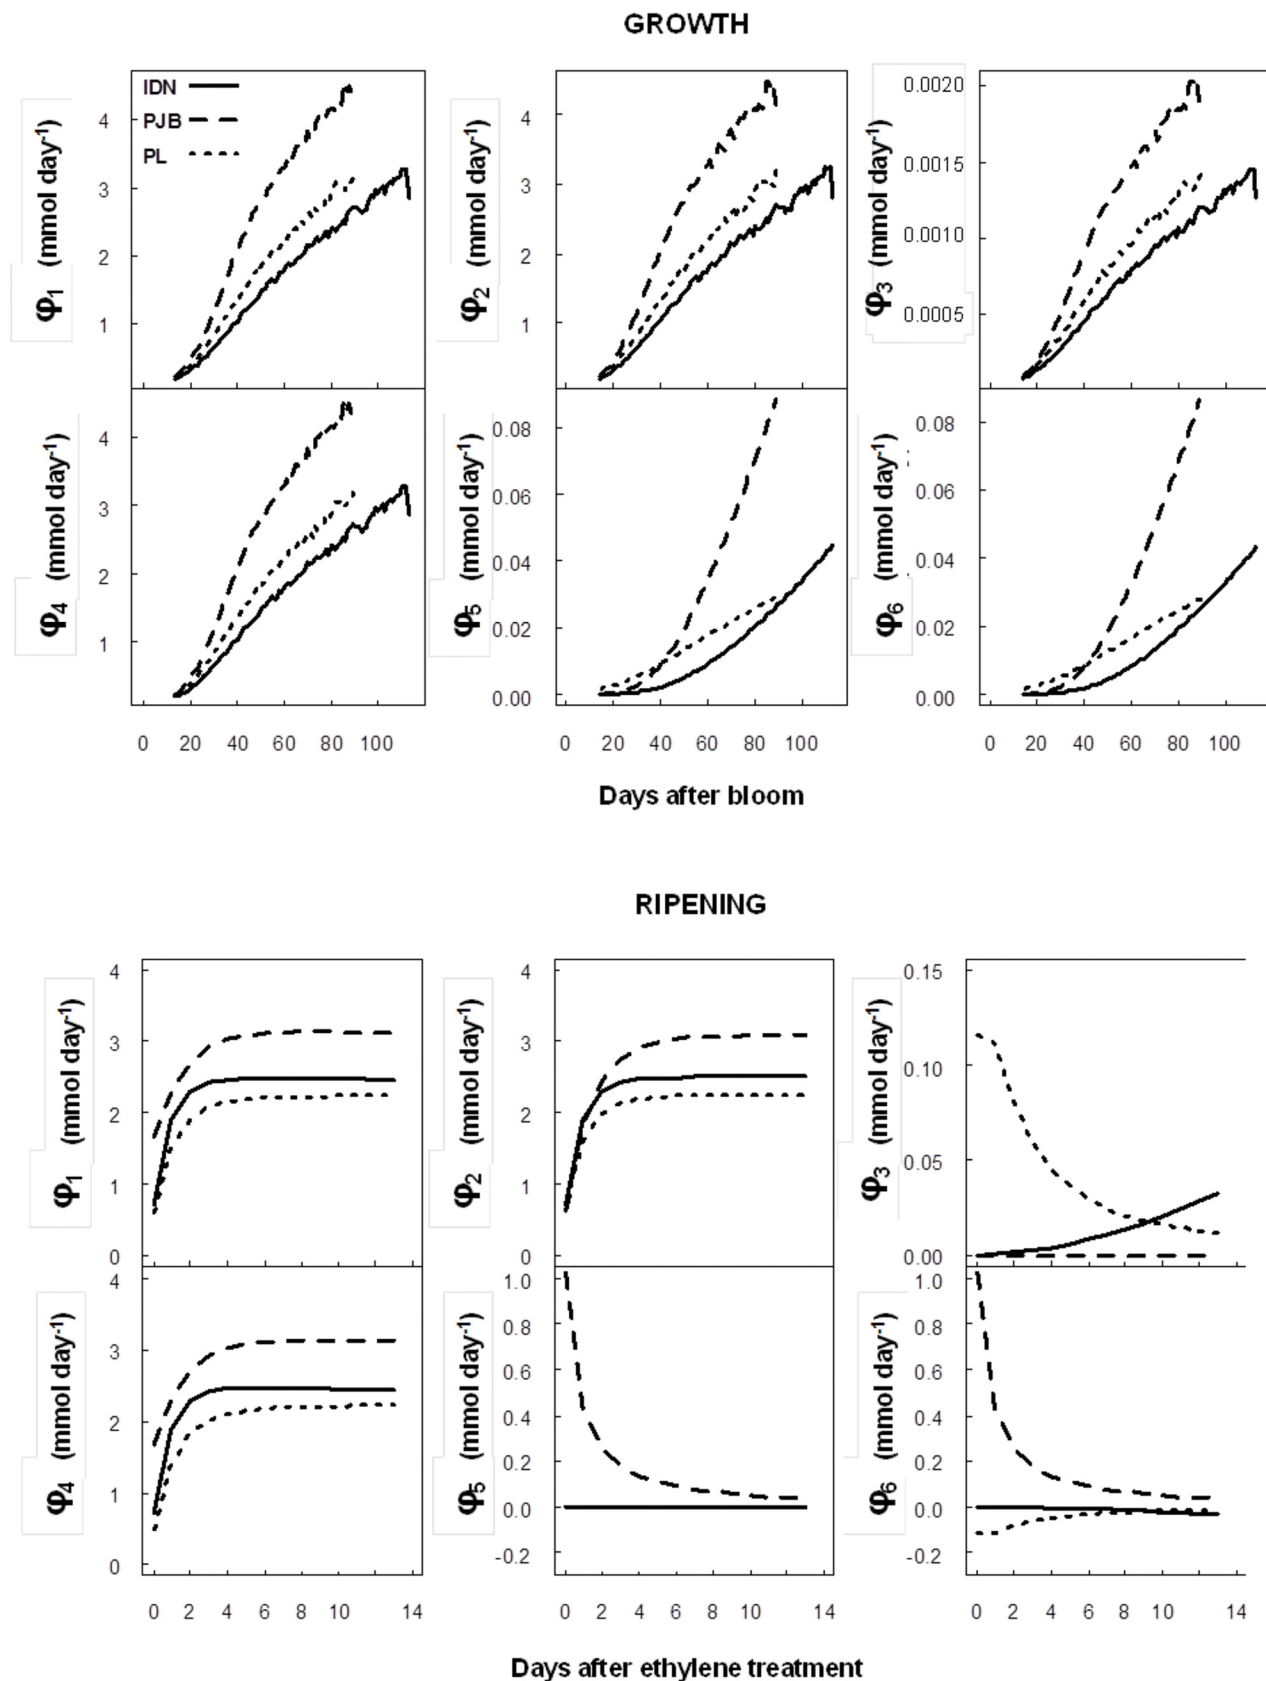 GROWTH
IDN
PJB
PL
φ1 (mmol day-1)
4
3
2
1
φ2 (mmol day-1)
4
3
2
1
φ3 (mmol day-1)
0.0020
0.0015
0.0010
0.0005
φ4 (mmol day-1)
4
3
2
1
φ5 (mmol day-1)
0.08
0.06
0.04
0.02
0.00
φ6 (mmol day-1)
0.08
0.06
0.04
0.02
0.00
0 20 40 60 80 100
0 20 40 60 80 100
0 20 40 60 80 100
Days after bloom
RIPENING
φ1 (mmol day-1)
4
3
2
1
0
φ2 (mmol day-1)
4
3
2
1
0
φ3 (mmol day-1)
0.15
0.10
0.05
0.00
φ4 (mmol day-1)
4
3
2
1
0
φ5 (mmol day-1)
1.0
0.8
0.6
0.4
0.2
0.0
-0.2
φ6 (mmol day-1)
1.0
0.8
0.6
0.4
0.2
0.0
-0.2
0 2 4 6 8 10 14
0 2 4 6 8 10 14
0 2 4 6 8 10 14
Days after ethylene treatment